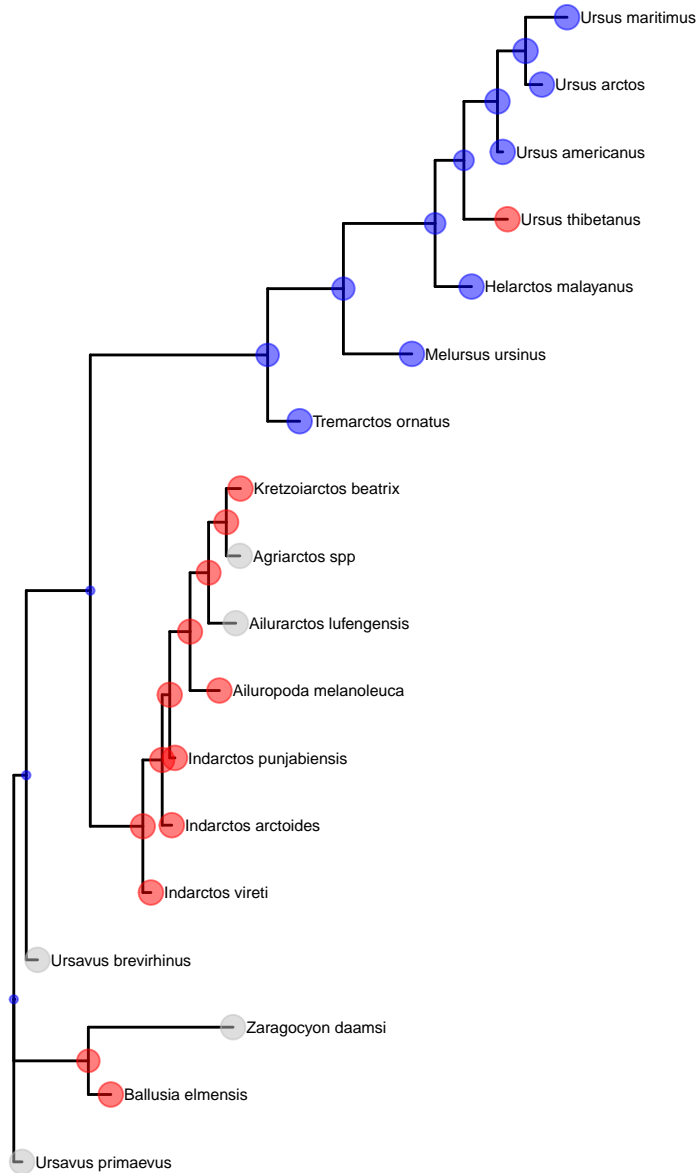 Ursus maritimus
Ursus arctos
Ursus americanus
Ursus thibetanus
Helarctos malayanus
Melursus ursinus
Tremarctos ornatus
Kretzoiarctos beatrix
Agriarctos spp
Ailurarctos lufengensis
Ailuropoda melanoleuca
Indarctos punjabiensis
Indarctos arctoides
Indarctos vireti
Ursavus brevirhinus
Zaragocyon daamsi
Ballusia elmensis
Ursavus primaevus